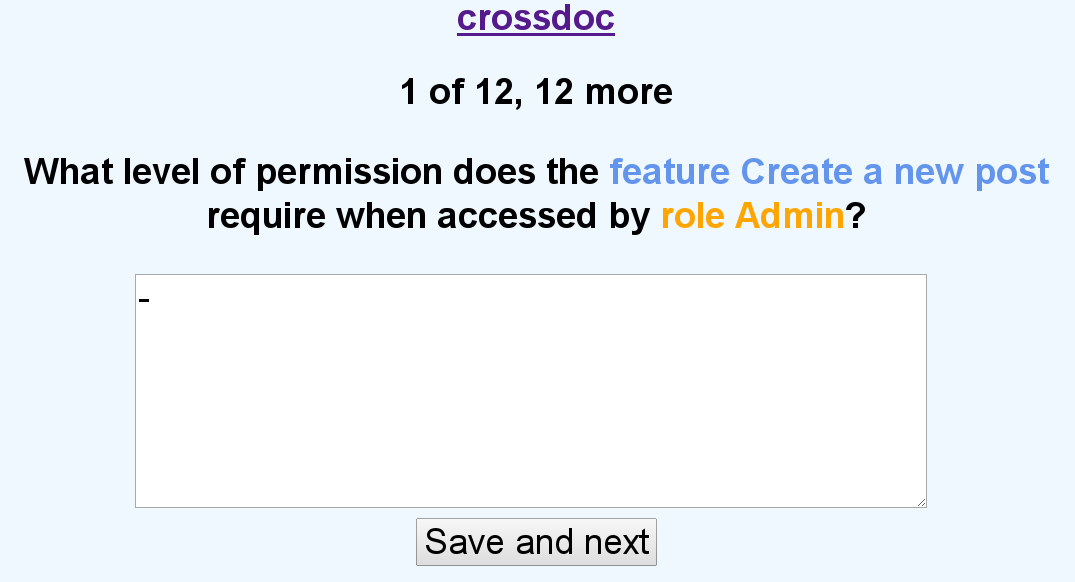 crossdoc
1 of 12, 12 more
What level of permission does the feature Create a new post
require when accessed by role Admin?
-
Save and next